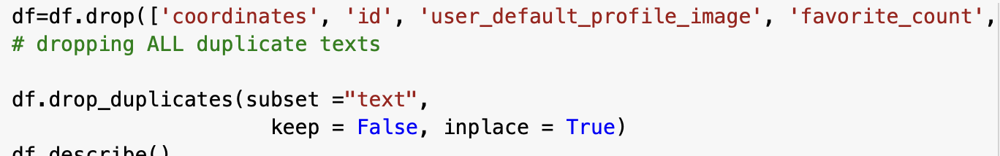 df=df.drop(['coordinates', 'id', 'user_default_profile_image', 'favorite_count',
# dropping ALL duplicate texts
df.drop_duplicates(subset ="text",
keep = False, inplace = True)
df.describe()